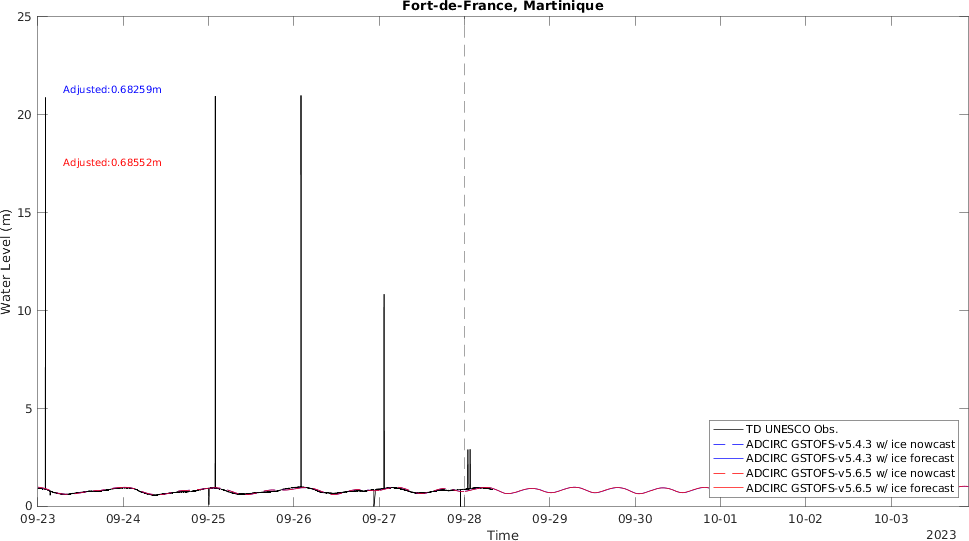 Fort-de-France, Martinique
25
20
15
10
5
0
Water Level (m)
Adjusted:0.68259m
Adjusted:0.68552m
TD UNESCO Obs.
ADCIRC GSTOFS-v5.4.3 w/ ice nowcast
ADCIRC GSTOFS-v5.4.3 w/ ice forecast
ADCIRC GSTOFS-v5.6.5 w/ ice nowcast
ADCIRC GSTOFS-v5.6.5 w/ ice forecast
09-23 09-24 09-25 09-26 09-27 09-28 09-29 09-30 10-01 10-02 10-03
Time
2023